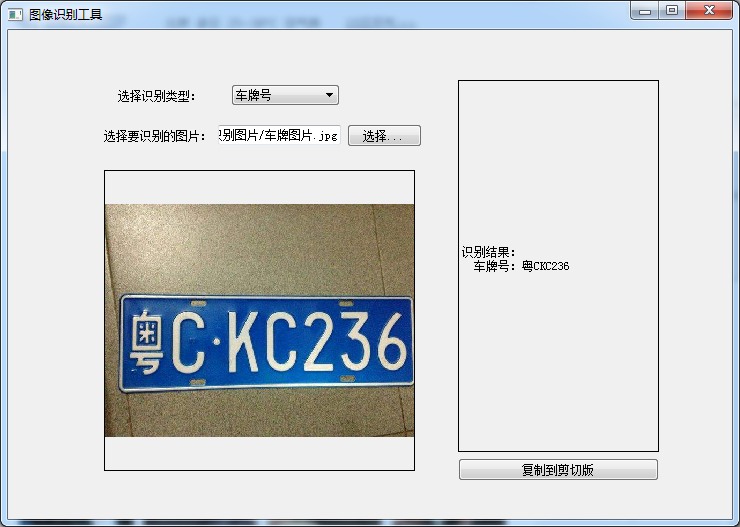 图像识别工具
选择识别类型：
车牌号
选择要识别的图片：
别图片/车牌图片.jpg
选择...
粤C·KC236
识别结果：
车牌号：粤CKC236
复制到剪切版